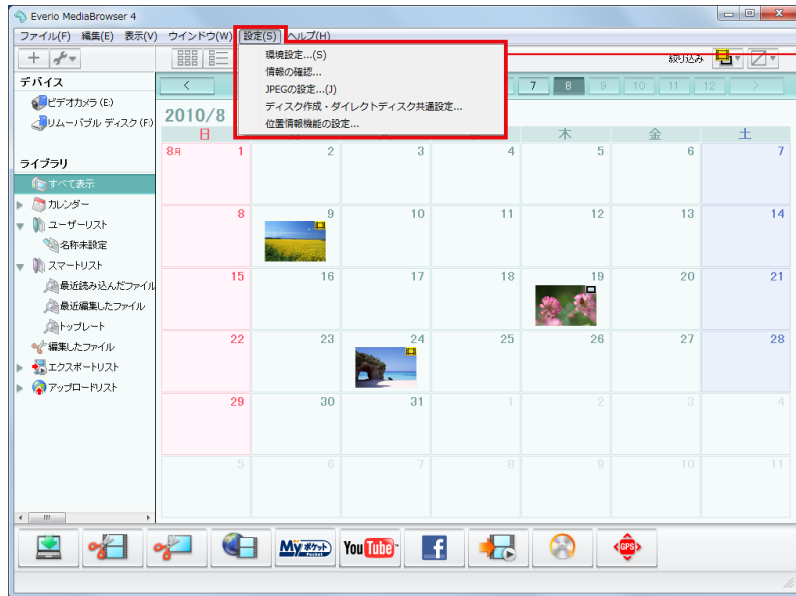 Everio MediaBrowser 4
ファイル(F) 編集(E) 表示(V) ウインドウ(W) 設定(S) ヘルプ(H)
環境設定...(S)
情報の確認...
JPEGの設定...(J)
ディスク作成・ダイレクトディスク共通設定...
位置情報機能の設定...
絞り込み
デバイス
ビデオカメラ (E)
リムーバブル ディスク (F)
ライブラリ
すべて表示
カレンダー
ユーザーリスト
名称未設定
スマートリスト
最近読み込んだファイル
最近編集したファイル
トップレート
編集したファイル
エクスポートリスト
アップロードリスト
< 7 8 9 10 11 12 >
2010/8
日 木 金 土
8月 1 2 3 4 5 6 7
8 9 10 11 12 13 14
15 16 17 18 19 20 21
22 23 24 25 26 27 28
29 30 31 1 2 3 4
5 6 7 8 9 10 11
Myポケット
YouTube
f
GPS